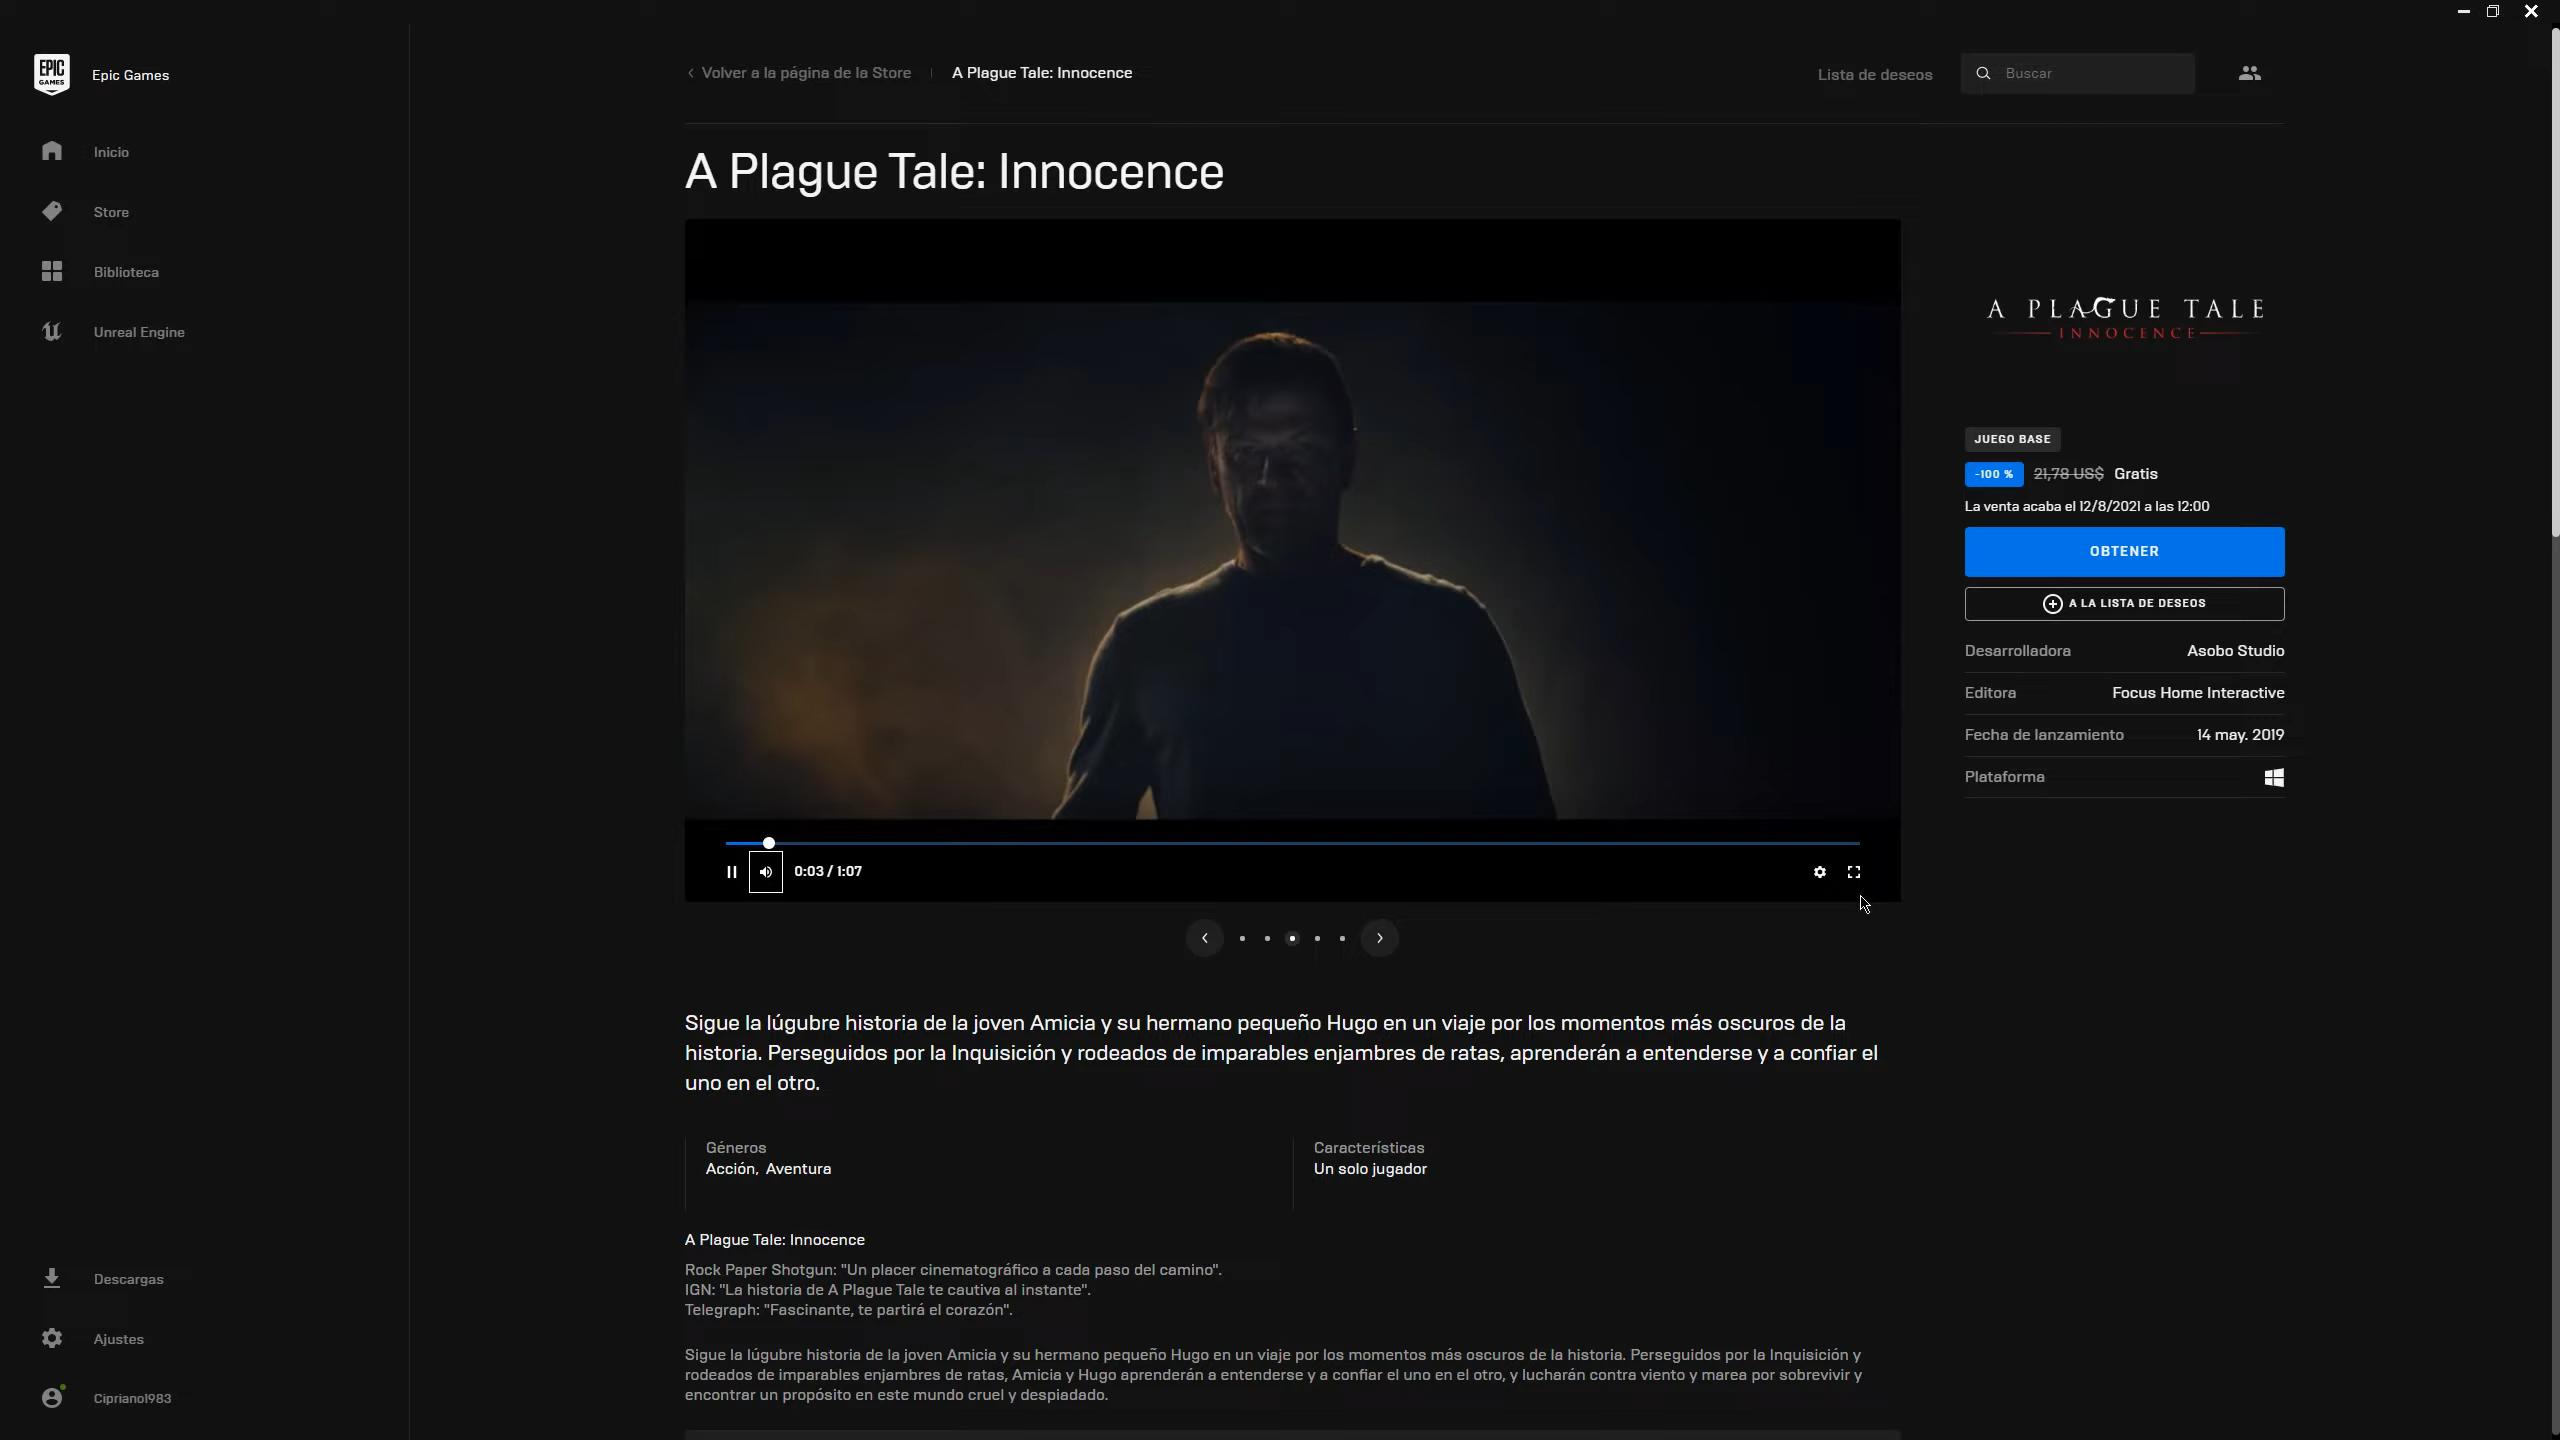 EPIC GAMES
Epic Games
Inicio
Store
Biblioteca
Unreal Engine
Descargas
Ajustes
Cipriano1983
Volver a la página de la Store
A Plague Tale: Innocence
Lista de deseos
Buscar
A Plague Tale: Innocence
0:03 / 1:07
A PLAGUE TALE
INNOCENCE
JUEGO BASE
-100 % 21,78 US$ Gratis
La venta acaba el 12/8/2021 a las 12:00
OBTENER
A LA LISTA DE DESEOS
Desarrolladora Asobo Studio
Editora Focus Home Interactive
Fecha de lanzamiento 14 may. 2019
Plataforma
Sigue la lúgubre historia de la joven Amicia y su hermano pequeño Hugo en un viaje por los momentos más oscuros de la
historia. Perseguidos por la Inquisición y rodeados de imparables enjambres de ratas, aprenderán a entenderse y a confiar el
uno en el otro.
Géneros
Acción, Aventura
Características
Un solo jugador
A Plague Tale: Innocence
Rock Paper Shotgun: "Un placer cinematográfico a cada paso del camino".
IGN: "La historia de A Plague Tale te cautiva al instante".
Telegraph: "Fascinante, te partirá el corazón".
Sigue la lúgubre historia de la joven Amicia y su hermano pequeño Hugo en un viaje por los momentos más oscuros de la historia. Perseguidos por la Inquisición y
rodeados de imparables enjambres de ratas, Amicia y Hugo aprenderán a entenderse y a confiar el uno en el otro, y lucharán contra viento y marea por sobrevivir y
encontrar un propósito en este mundo cruel y despiadado.